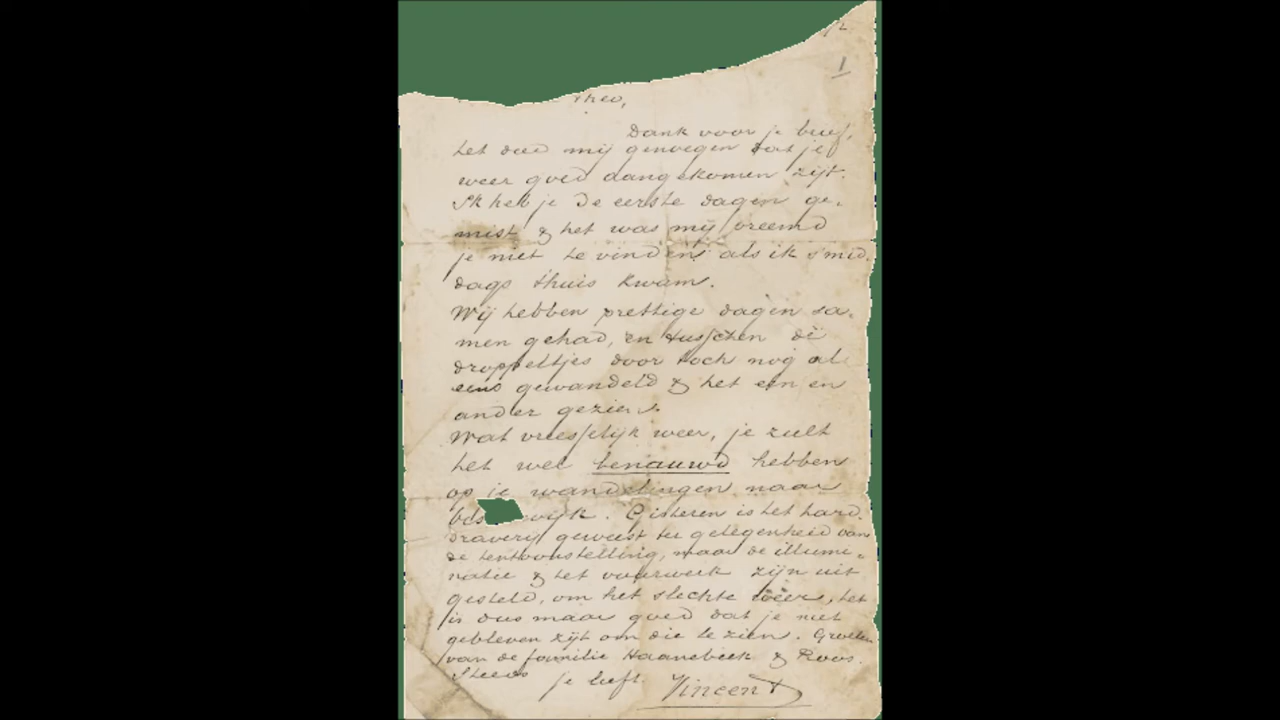 1
Theo,
Dank voor je brief,
het deed mij genoegen dat je
weer goed aangekomen zijt.
Ik heb je de eerste dagen ge-
mist & het was mij vreemd
je niet te vinden als ik smid-
dags thuis kwam.
Wij hebben prettige dagen sa-
men gehad, en tusschen de
droppeltjes door toch nog al
eens gewandeld & het een en
ander gezien.
Wat vreesselijk weer, je zult
het wel benauwd hebben
op je wandelingen naar
wijk. Gisteren is het hard-
draverij geweest ter gelegenheid van
de tentoonstelling, maar de illumi-
natie & het vuurwerk zijn uit
gesteld, om het slechte weer, het
is dus maar goed dat je niet
gebleven zijt om die te zien. Groeten
van de familie Haanebeek & Roos.
Steeds
je liefh. Vincent